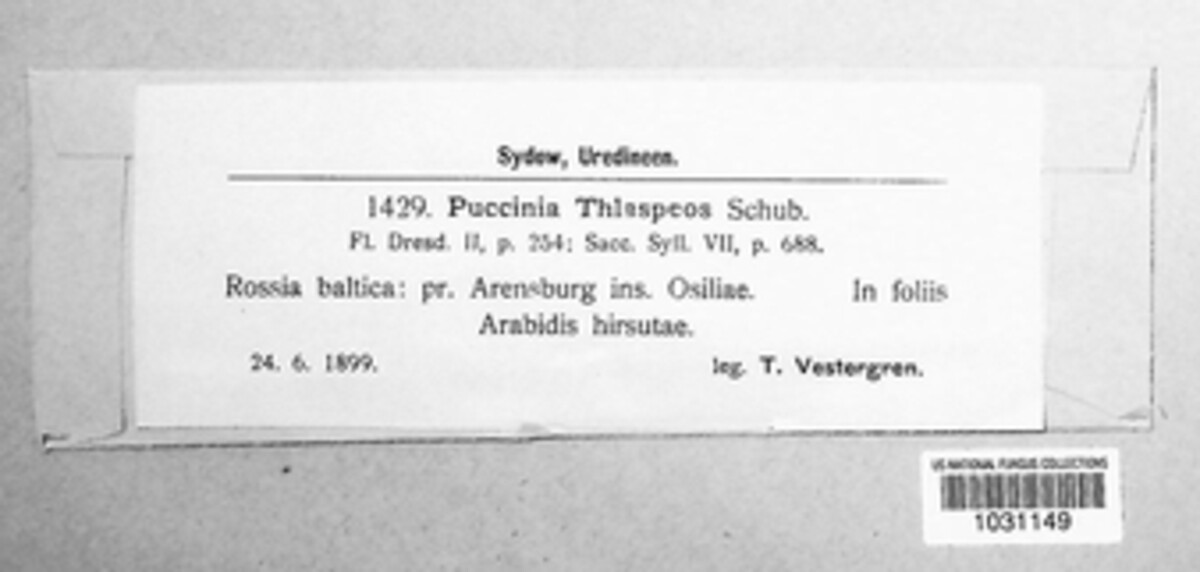 Sydow, Uredineen.
1429. Puccinia Thlaspeos Schub.
Fl. Dresd. II, p. 254; Sacc. Syll. VII, p. 688.
Rossia baltica: pr. Arensburg ins. Osiliae. In foliis
Arabidis hirsutae.
24. 6. 1899. leg. T. Vestergren.
US NATIONAL FUNGUS COLLECTIONS
1031149